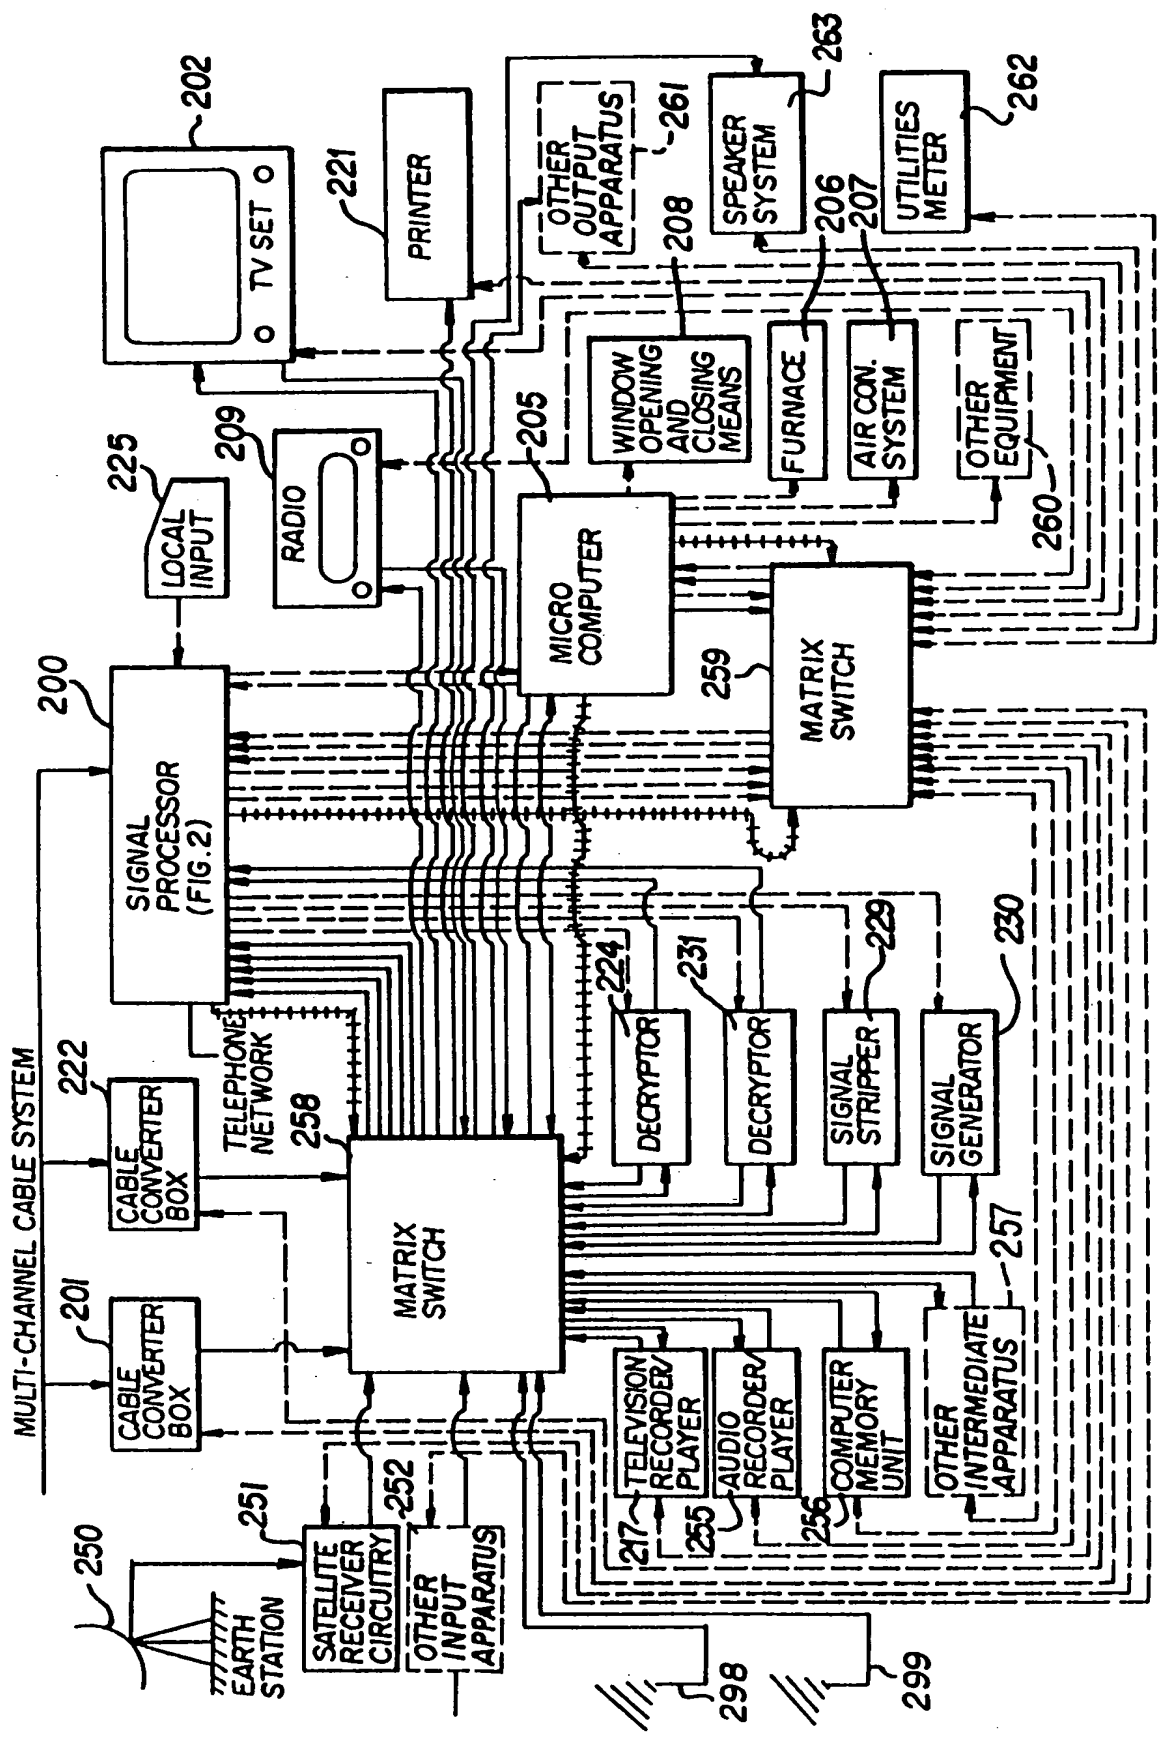 MULTI-CHANNEL CABLE SYSTEM
250
EARTH
STATION
251
SATELLITE
RECEIVER
CIRCUITRY
252
OTHER
INPUT
APPARATUS
298
299
201
CABLE
CONVERTER
BOX
222
CABLE
CONVERTER
BOX
TELEPHONE
NETWORK
258
MATRIX
SWITCH
217
TELEVISION
RECORDER/
PLAYER
255
AUDIO
RECORDER/
PLAYER
256
COMPUTER
MEMORY
UNIT
OTHER
INTERMEDIATE
APPARATUS
257
224
DECRYPTOR
231
DECRYPTOR
SIGNAL
STRIPPER
229
SIGNAL
GENERATOR
230
200
SIGNAL
PROCESSOR
(FIG.2)
225
LOCAL
INPUT
209
RADIO
205
MICRO
COMPUTER
259
MATRIX
SWITCH
202
TV SET
221
PRINTER
OTHER
OUTPUT
APPARATUS
261
SPEAKER
SYSTEM
263
UTILITIES
METER
262
WINDOW
OPENING
AND
CLOSING
MEANS
208
FURNACE
206
AIR CON.
SYSTEM
207
OTHER
EQUIPMENT
260